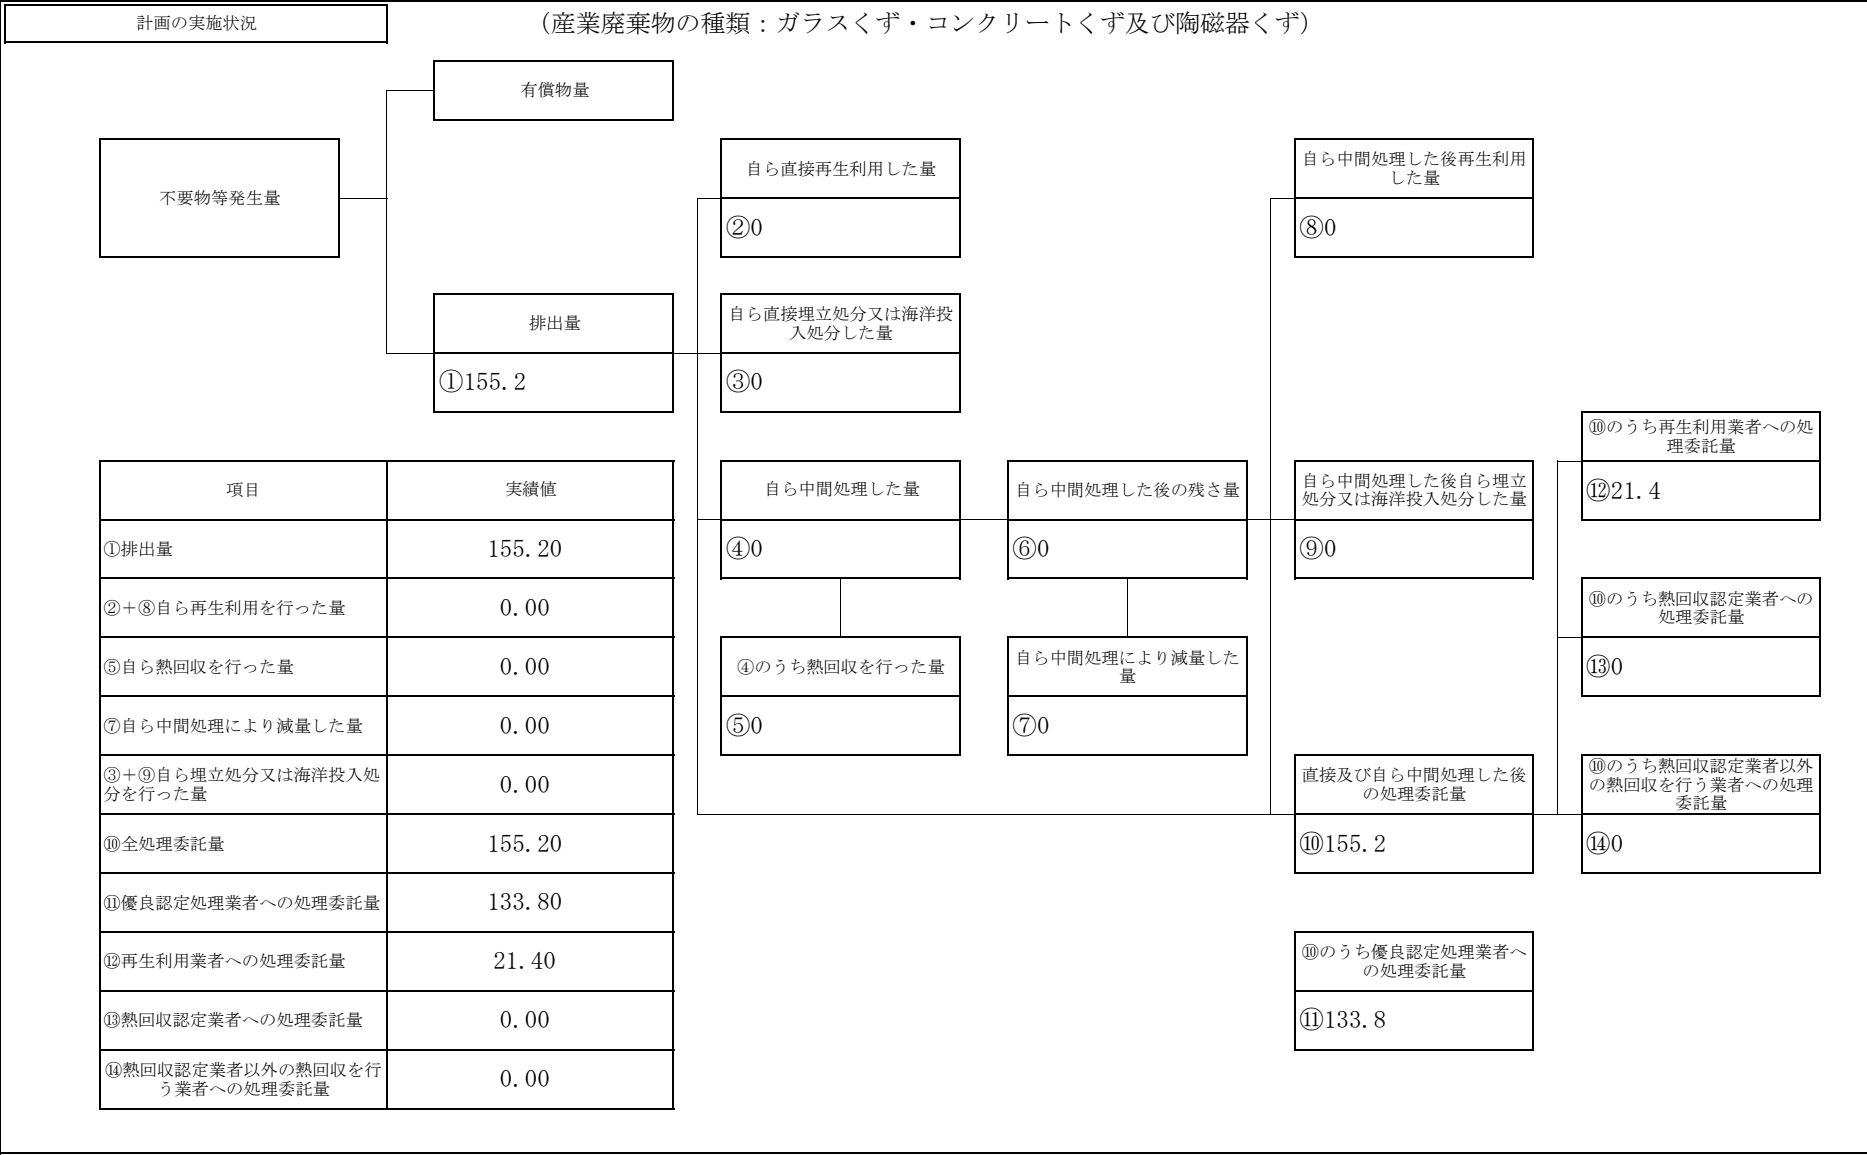 計画の実施状況
（産業廃棄物の種類：ガラスくず・コンクリートくず及び陶磁器くず）
有償物量
不要物等発生量
自ら直接再生利用した量
②0
自ら中間処理した後再生利用
した量
⑧0
排出量
①155.2
自ら直接埋立処分又は海洋投
入処分した量
③0
項目 実績値
①排出量 155.20
②＋⑧自ら再生利用を行った量 0.00
⑤自ら熱回収を行った量 0.00
⑦自ら中間処理により減量した量 0.00
③＋⑨自ら埋立処分又は海洋投入処
分を行った量 0.00
⑩全処理委託量 155.20
⑪優良認定処理業者への処理委託量 133.80
⑫再生利用業者への処理委託量 21.40
⑬熱回収認定業者への処理委託量 0.00
⑭熱回収認定業者以外の熱回収を行
う業者への処理委託量 0.00
自ら中間処理した量
④0
④のうち熱回収を行った量
⑤0
自ら中間処理した後の残さ量
⑥0
自ら中間処理により減量した
量
⑦0
自ら中間処理した後自ら埋立
処分又は海洋投入処分した量
⑨0
直接及び自ら中間処理した後
の処理委託量
⑩155.2
⑩のうち優良認定処理業者へ
の処理委託量
⑪133.8
⑩のうち再生利用業者への処
理委託量
⑫21.4
⑩のうち熱回収認定業者への
処理委託量
⑬0
⑩のうち熱回収認定業者以外
の熱回収を行う業者への処理
委託量
⑭0